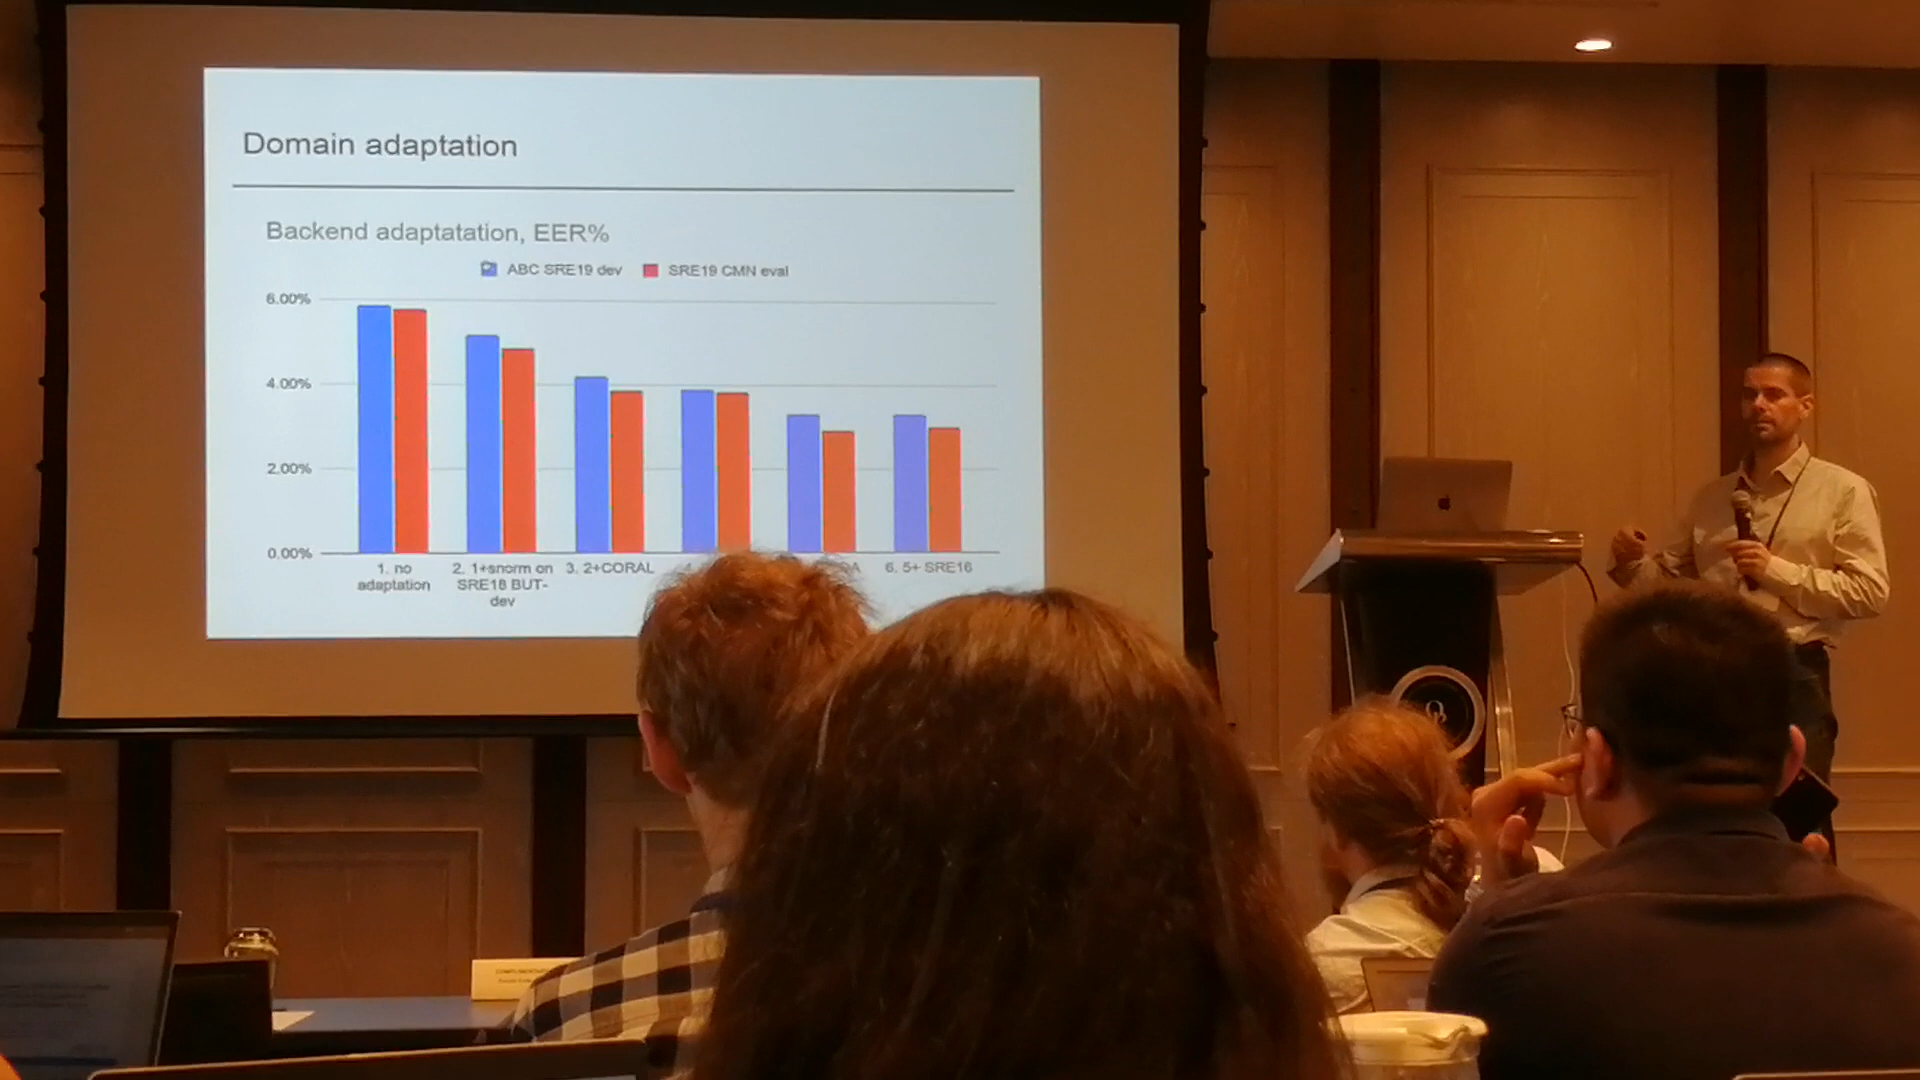 Domain adaptation
Backend adaptatation, EER%
ABC SRE19 dev SRE19 CMN eval
6.00%
4.00%
2.00%
0.00%
1. no adaptation
2. 1+snorm on SRE18 BUT-dev
3. 2+CORAL
4.
6. 5+ SRE16